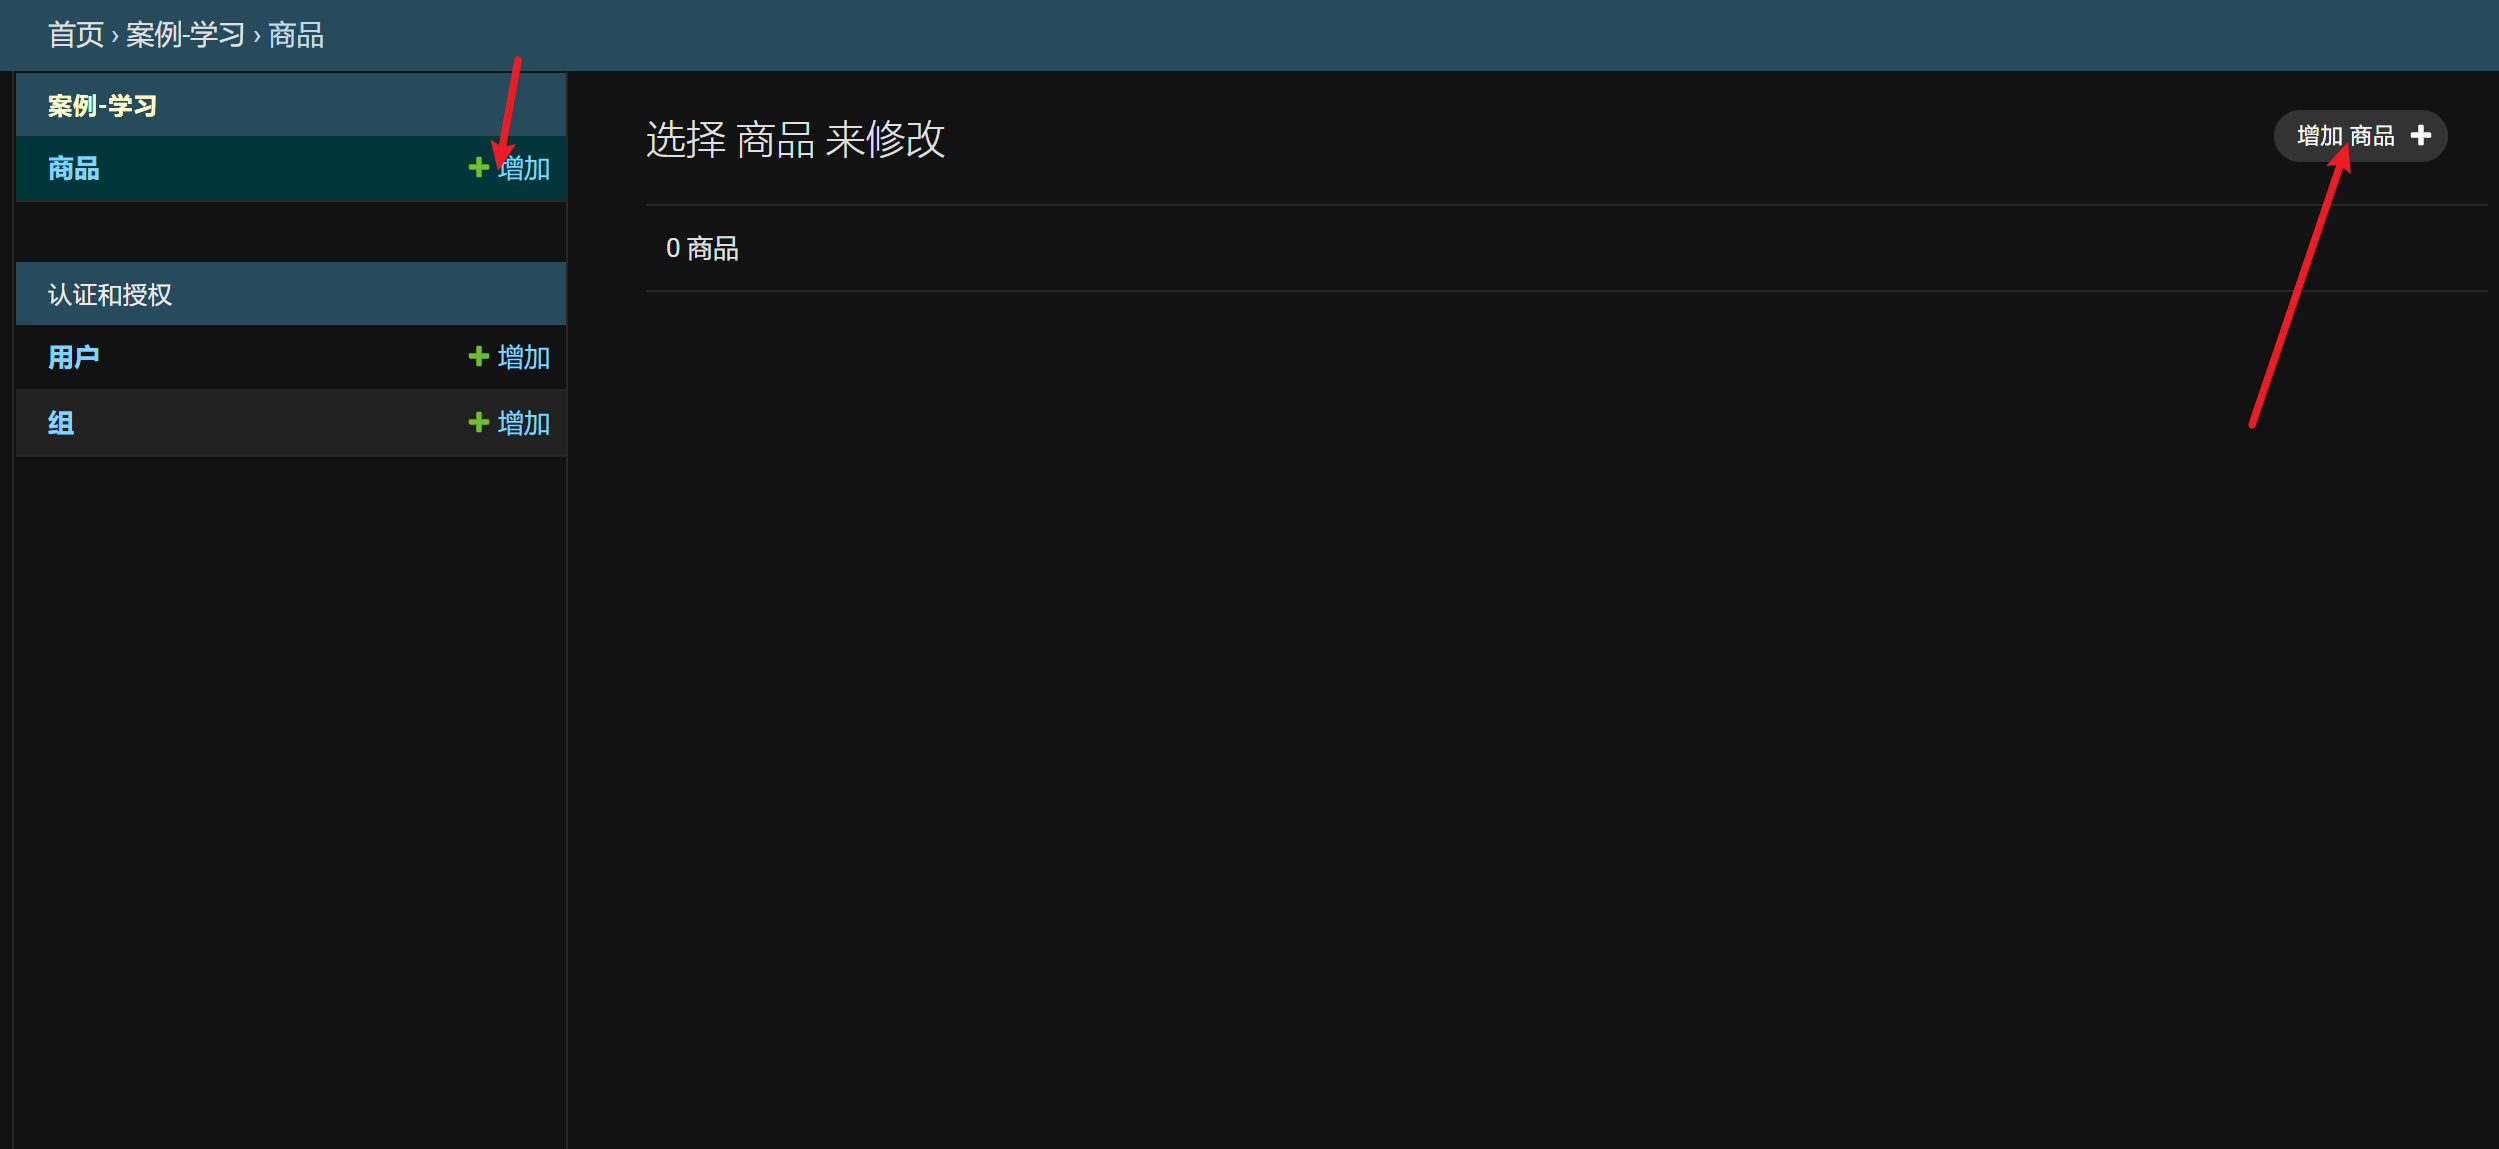 首页 › 案例-学习 › 商品
案例-学习
商品 增加
认证和授权
用户 增加
组 增加
选择 商品 来修改
增加 商品
0 商品